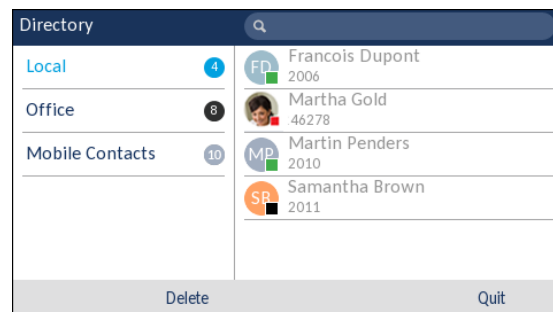 Directory
Local
4
Office
8
Mobile Contacts
10
FD
Francois Dupont
2006
Martha Gold
46278
MP
Martin Penders
2010
SB
Samantha Brown
2011
Delete
Quit